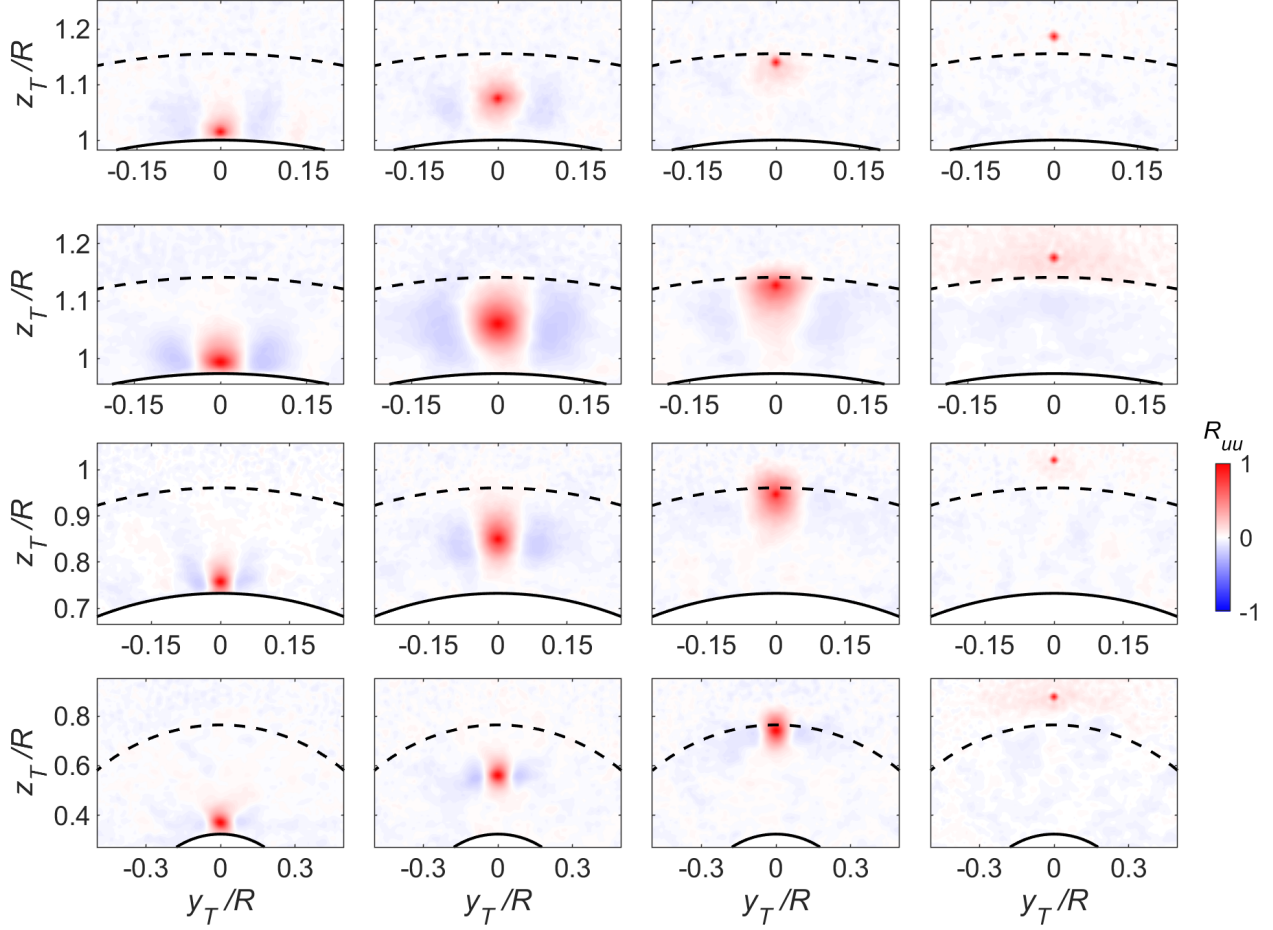 z_T/R 1.2 1.1 1
-0.15 0 0.15 -0.15 0 0.15 -0.15 0 0.15 -0.15 0 0.15
z_T/R 1.2 1.1 1
-0.15 0 0.15 -0.15 0 0.15 -0.15 0 0.15 -0.15 0 0.15
z_T/R 1 0.9 0.8 0.7
-0.15 0 0.15 -0.15 0 0.15 -0.15 0 0.15 -0.15 0 0.15
R_uu
1
0
-1
z_T/R 0.8 0.6 0.4
-0.3 0 0.3 -0.3 0 0.3 -0.3 0 0.3 -0.3 0 0.3
y_T/R y_T/R y_T/R y_T/R